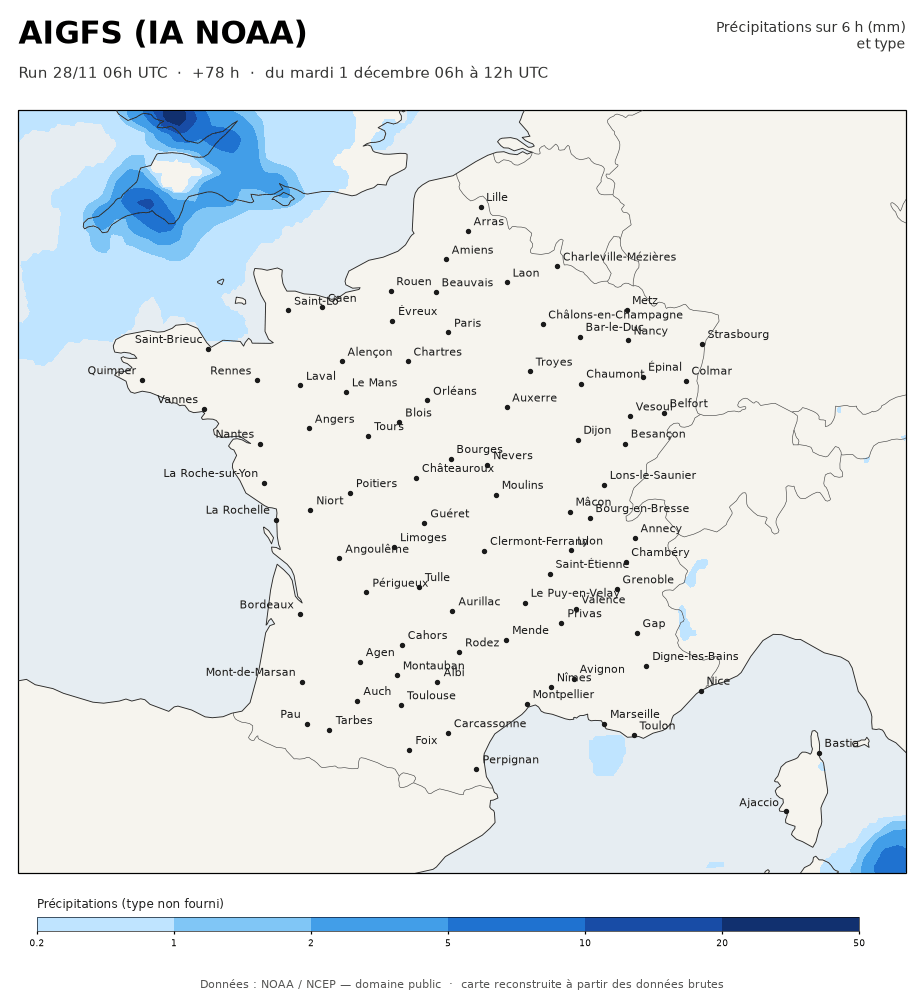 AIGFS (IA NOAA)
Précipitations sur 6 h (mm)
et type
Run 28/11 06h UTC · +78 h · du mardi 1 décembre 06h à 12h UTC
Lille
Arras
Amiens
Charleville-Mézières
Laon
Rouen
Beauvais
Saint-Lô
Caen
Metz
Évreux
Châlons-en-Champagne
Paris
Bar-le-Duc
Nancy
Strasbourg
Saint-Brieuc
Alençon
Chartres
Troyes
Épinal
Quimper
Rennes
Laval
Le Mans
Chaumont
Colmar
Vannes
Orléans
Auxerre
Vesoul
Belfort
Angers
Blois
Tours
Nantes
Dijon
Besançon
Bourges
Nevers
La Roche-sur-Yon
Châteauroux
Lons-le-Saunier
Poitiers
Moulins
La Rochelle
Niort
Guéret
Mâcon
Bourg-en-Bresse
Annecy
Angoulême
Limoges
Clermont-Ferrand
Lyon
Chambéry
Saint-Étienne
Périgueux
Tulle
Grenoble
Bordeaux
Aurillac
Le Puy-en-Velay
Valence
Privas
Cahors
Rodez
Mende
Gap
Agen
Digne-les-Bains
Mont-de-Marsan
Montauban
Albi
Nîmes
Avignon
Nice
Auch
Toulouse
Montpellier
Pau
Tarbes
Carcassonne
Marseille
Toulon
Foix
Perpignan
Bastia
Ajaccio
Précipitations (type non fourni)
0.2 1 2 5 10 20 50
Données : NOAA / NCEP — domaine public · carte reconstruite à partir des données brutes